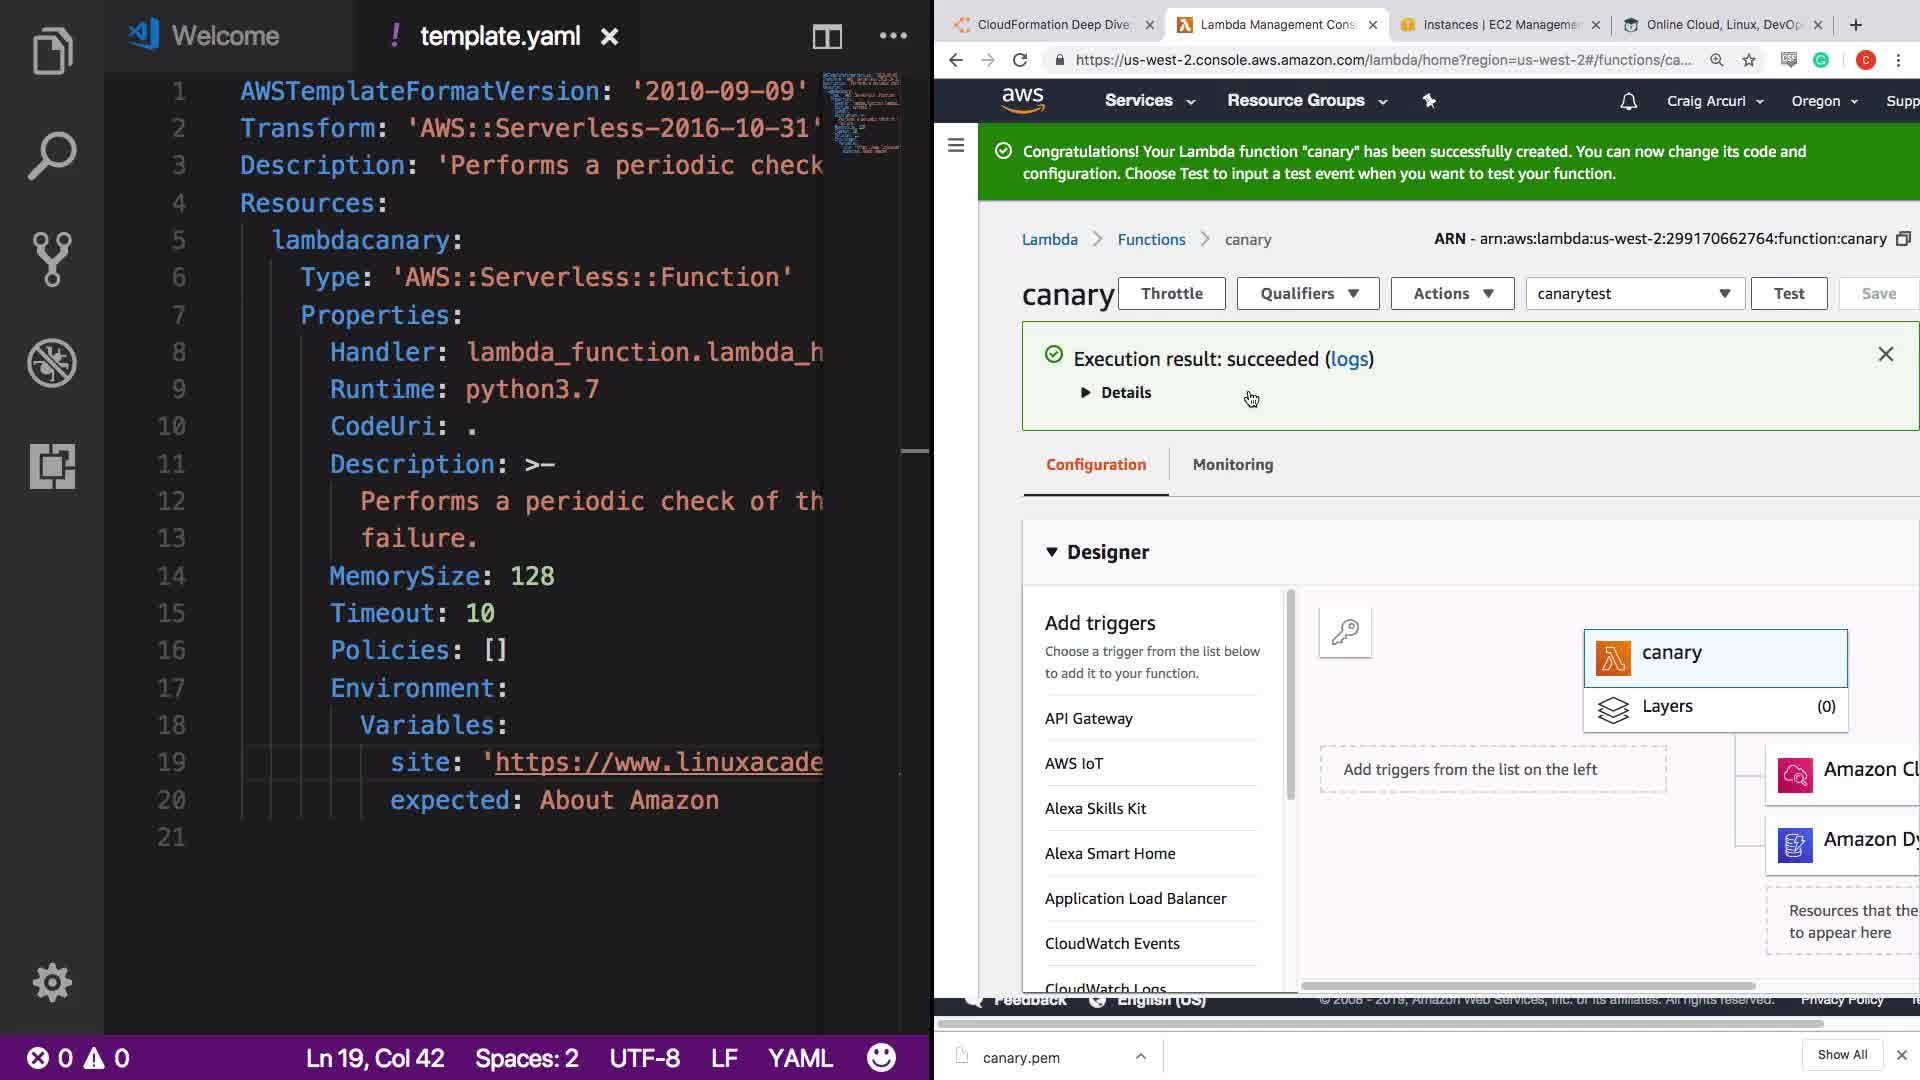 Welcome
! template.yaml
1 AWSTemplateFormatVersion: '2010-09-09'
2 Transform: 'AWS::Serverless-2016-10-31'
3 Description: 'Performs a periodic check
4 Resources:
5 lambdacanary:
6 Type: 'AWS::Serverless::Function'
7 Properties:
8 Handler: lambda_function.lambda_h
9 Runtime: python3.7
10 CodeUri: .
11 Description: >-
12 Performs a periodic check of th
13 failure.
14 MemorySize: 128
15 Timeout: 10
16 Policies: []
17 Environment:
18 Variables:
19 site: 'https://www.linuxacade
20 expected: About Amazon
21
0 0 Ln 19, Col 42 Spaces: 2 UTF-8 LF YAML
CloudFormation Deep Dive
Lambda Management Cons
Instances | EC2 Managemen
Online Cloud, Linux, DevOp
https://us-west-2.console.aws.amazon.com/lambda/home?region=us-west-2#/functions/ca...
C
aws Services Resource Groups Craig Arcuri Oregon Supp
Congratulations! Your Lambda function "canary" has been successfully created. You can now change its code and
configuration. Choose Test to input a test event when you want to test your function.
Lambda Functions canary
ARN - arn:aws:lambda:us-west-2:299170662764:function:canary
canary Throttle Qualifiers Actions canarytest Test Save
Execution result: succeeded (logs)
Details
Configuration Monitoring
Designer
Add triggers
Choose a trigger from the list below
to add it to your function.
API Gateway
AWS IoT
Alexa Skills Kit
Alexa Smart Home
Application Load Balancer
CloudWatch Events
CloudWatch Logs
canary
Layers (0)
Add triggers from the list on the left
Amazon Cl
Amazon Dy
Resources that the
to appear here
Feedback English (US) © 2008 - 2019, Amazon Web Services, Inc. or its affiliates. All rights reserved. Privacy Policy
canary.pem
Show All